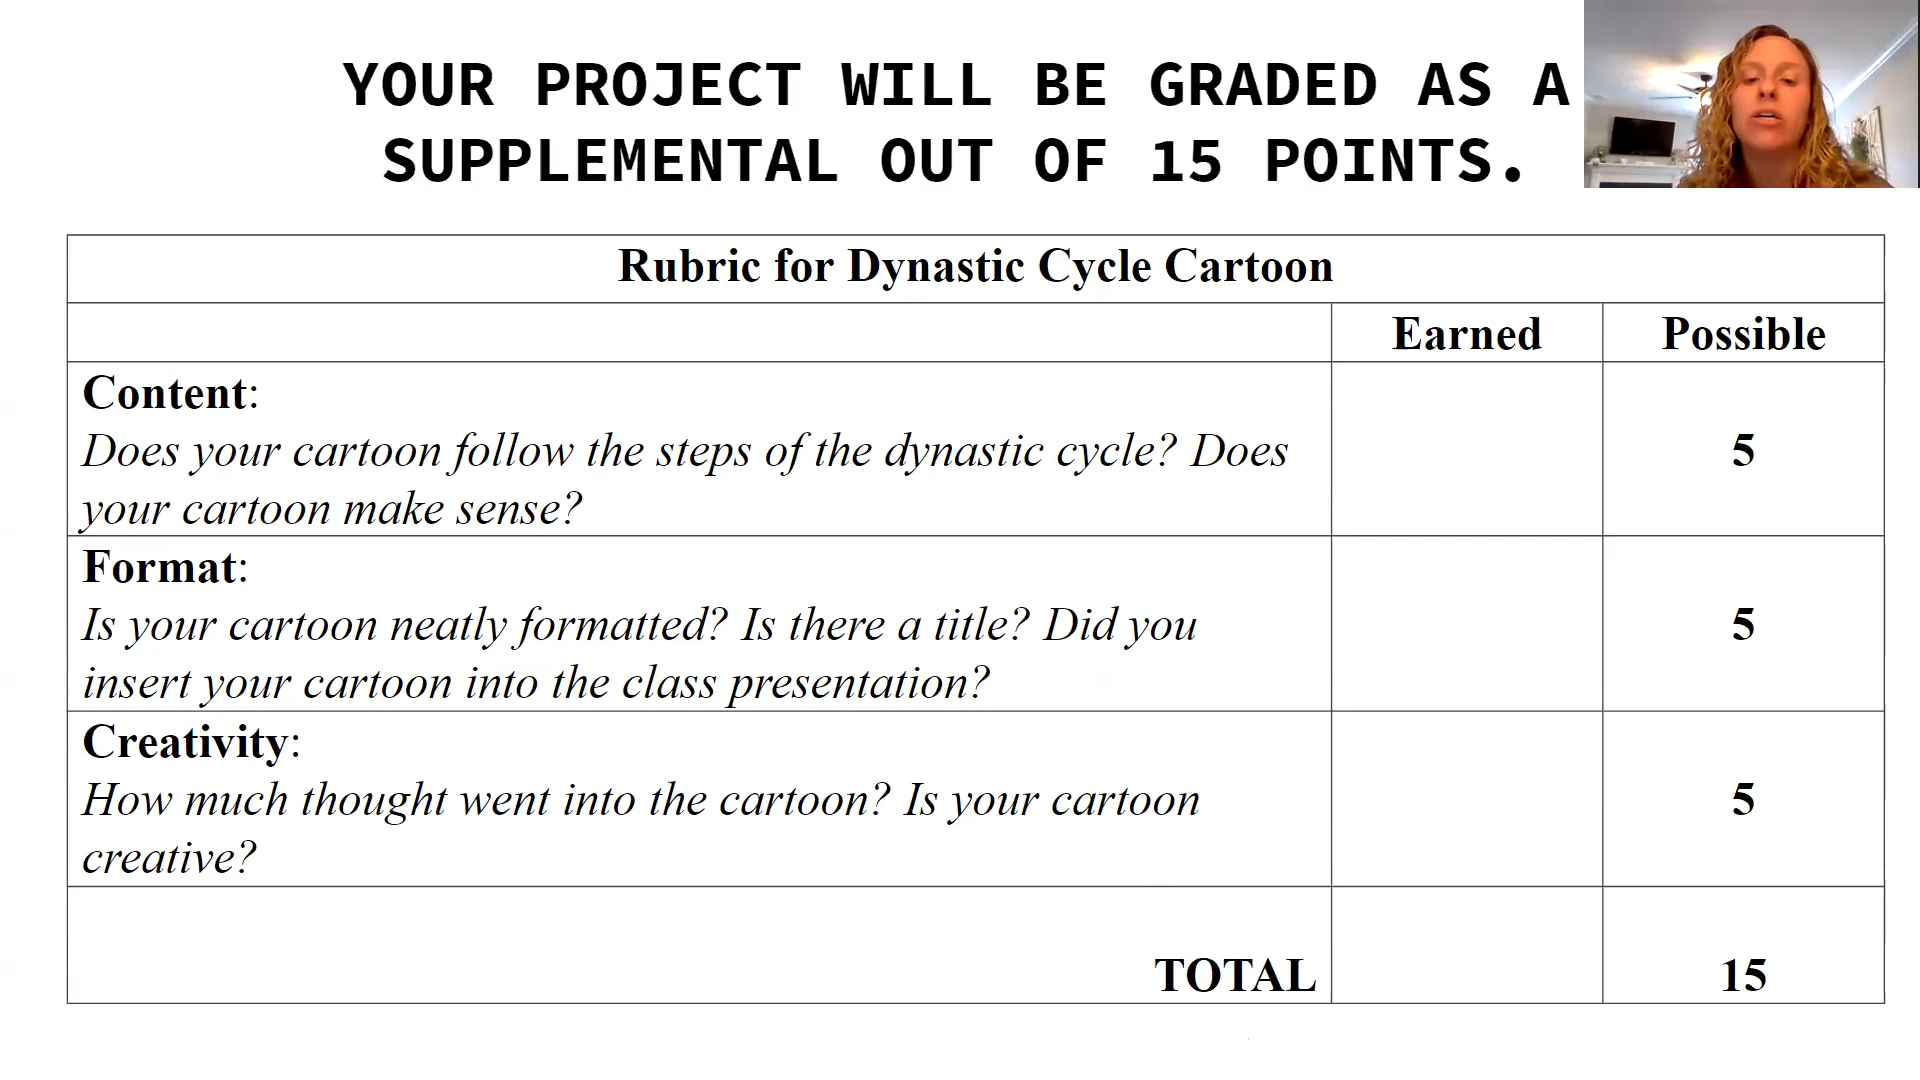 YOUR PROJECT WILL BE GRADED AS A
SUPPLEMENTAL OUT OF 15 POINTS.
Rubric for Dynastic Cycle Cartoon
Earned Possible
Content:
Does your cartoon follow the steps of the dynastic cycle? Does
your cartoon make sense?
5
Format:
Is your cartoon neatly formatted? Is there a title? Did you
insert your cartoon into the class presentation?
5
Creativity:
How much thought went into the cartoon? Is your cartoon
creative?
5
TOTAL 15